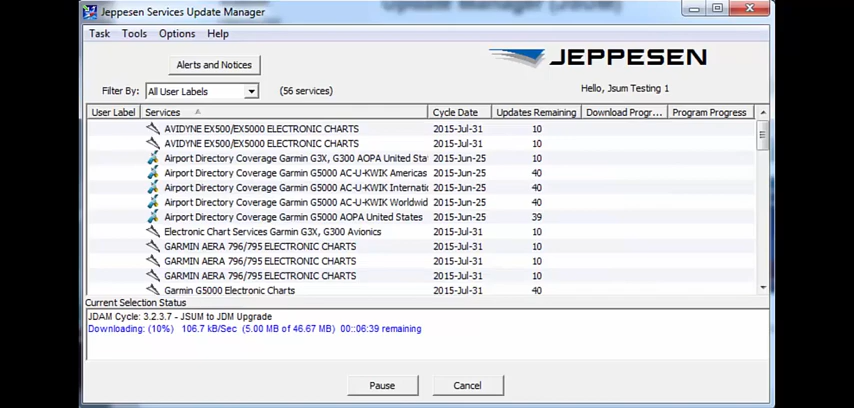 Update Manager (JSUM)
Jeppesen Services Update Manager
Task Tools Options Help
Alerts and Notices
JEPPESEN
Filter By: All User Labels (56 services)
Hello, Jsum Testing 1
User Label Services Cycle Date Updates Remaining Download Progr... Program Progress
AVIDYNE EX500/EX5000 ELECTRONIC CHARTS 2015-Jul-31 10
AVIDYNE EX500/EX5000 ELECTRONIC CHARTS 2015-Jul-31 10
Airport Directory Coverage Garmin G3X, G300 AOPA United Sta 2015-Jun-25 10
Airport Directory Coverage Garmin G5000 AC-U-KWIK Americas 2015-Jun-25 40
Airport Directory Coverage Garmin G5000 AC-U-KWIK Internatio 2015-Jun-25 40
Airport Directory Coverage Garmin G5000 AC-U-KWIK Worldwid 2015-Jun-25 40
Airport Directory Coverage Garmin G5000 AOPA United States 2015-Jun-25 39
Electronic Chart Services Garmin G3X, G300 Avionics 2015-Jul-31 10
GARMIN AERA 796/795 ELECTRONIC CHARTS 2015-Jul-31 10
GARMIN AERA 796/795 ELECTRONIC CHARTS 2015-Jul-31 10
GARMIN AERA 796/795 ELECTRONIC CHARTS 2015-Jul-31 10
Garmin G5000 Electronic Charts 2015-Jul-31 40
Current Selection Status
JDAM Cycle: 3.2.3.7 - JSUM to JDM Upgrade
Downloading: (10%) 106.7 kB/Sec (5.00 MB of 46.67 MB) 00::06:39 remaining
Pause Cancel